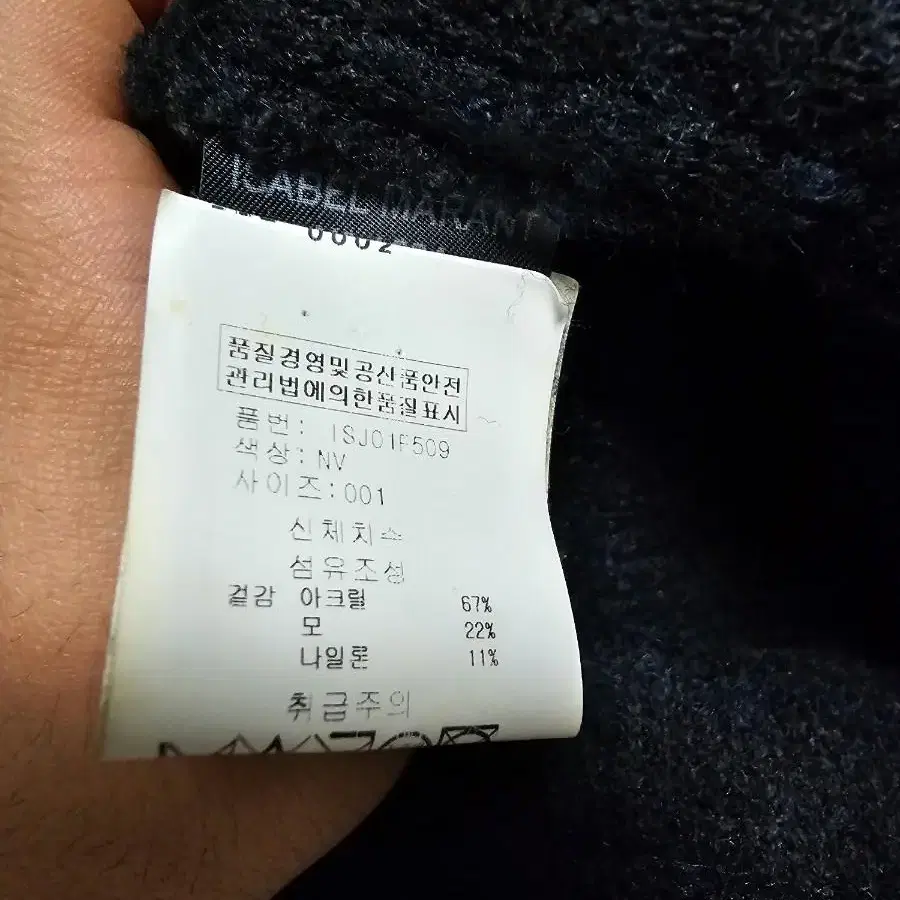 ISABEL MARANT
0602
품질경영및공산품안전
관리법에의한품질표시
품번: ISJ01F509
색상: NV
사이즈:001
신체치수
섬유조성
겉감 아크릴 67%
모 22%
나일론 11%
취급주의